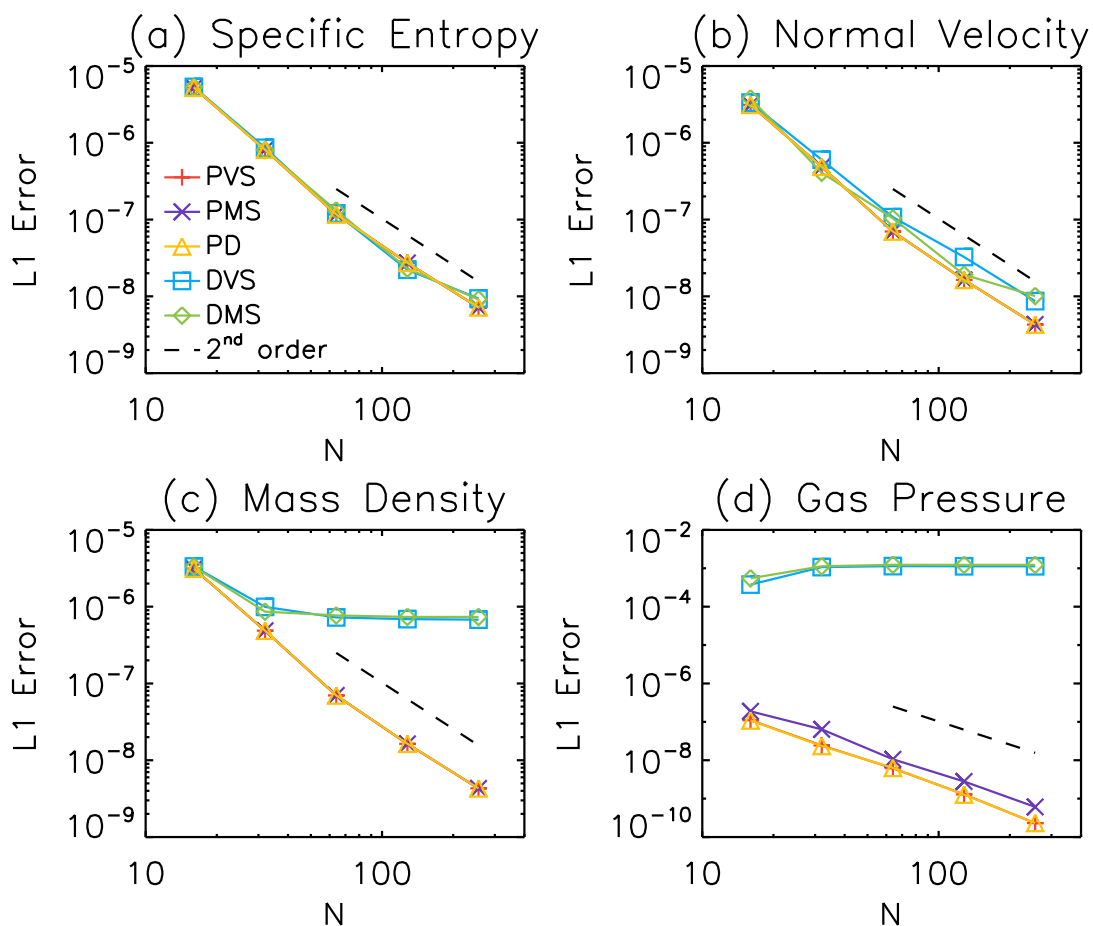 (a) Specific Entropy
10^-5
10^-6
10^-7
10^-8
10^-9
L1 Error
PVS
PMS
PD
DVS
DMS
2^nd order
10
100
N
(b) Normal Velocity
10^-5
10^-6
10^-7
10^-8
10^-9
L1 Error
10
100
N
(c) Mass Density
10^-5
10^-6
10^-7
10^-8
10^-9
L1 Error
10
100
N
(d) Gas Pressure
10^-2
10^-4
10^-6
10^-8
10^-10
L1 Error
10
100
N